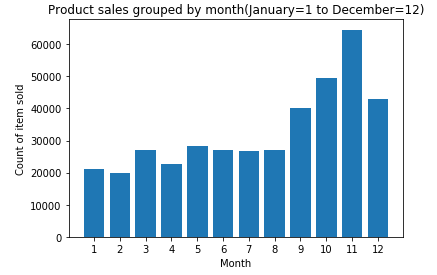 Product sales grouped by month(January=1 to December=12)
60000
50000
40000
30000
20000
10000
0
Count of item sold
1 2 3 4 5 6 7 8 9 10 11 12
Month